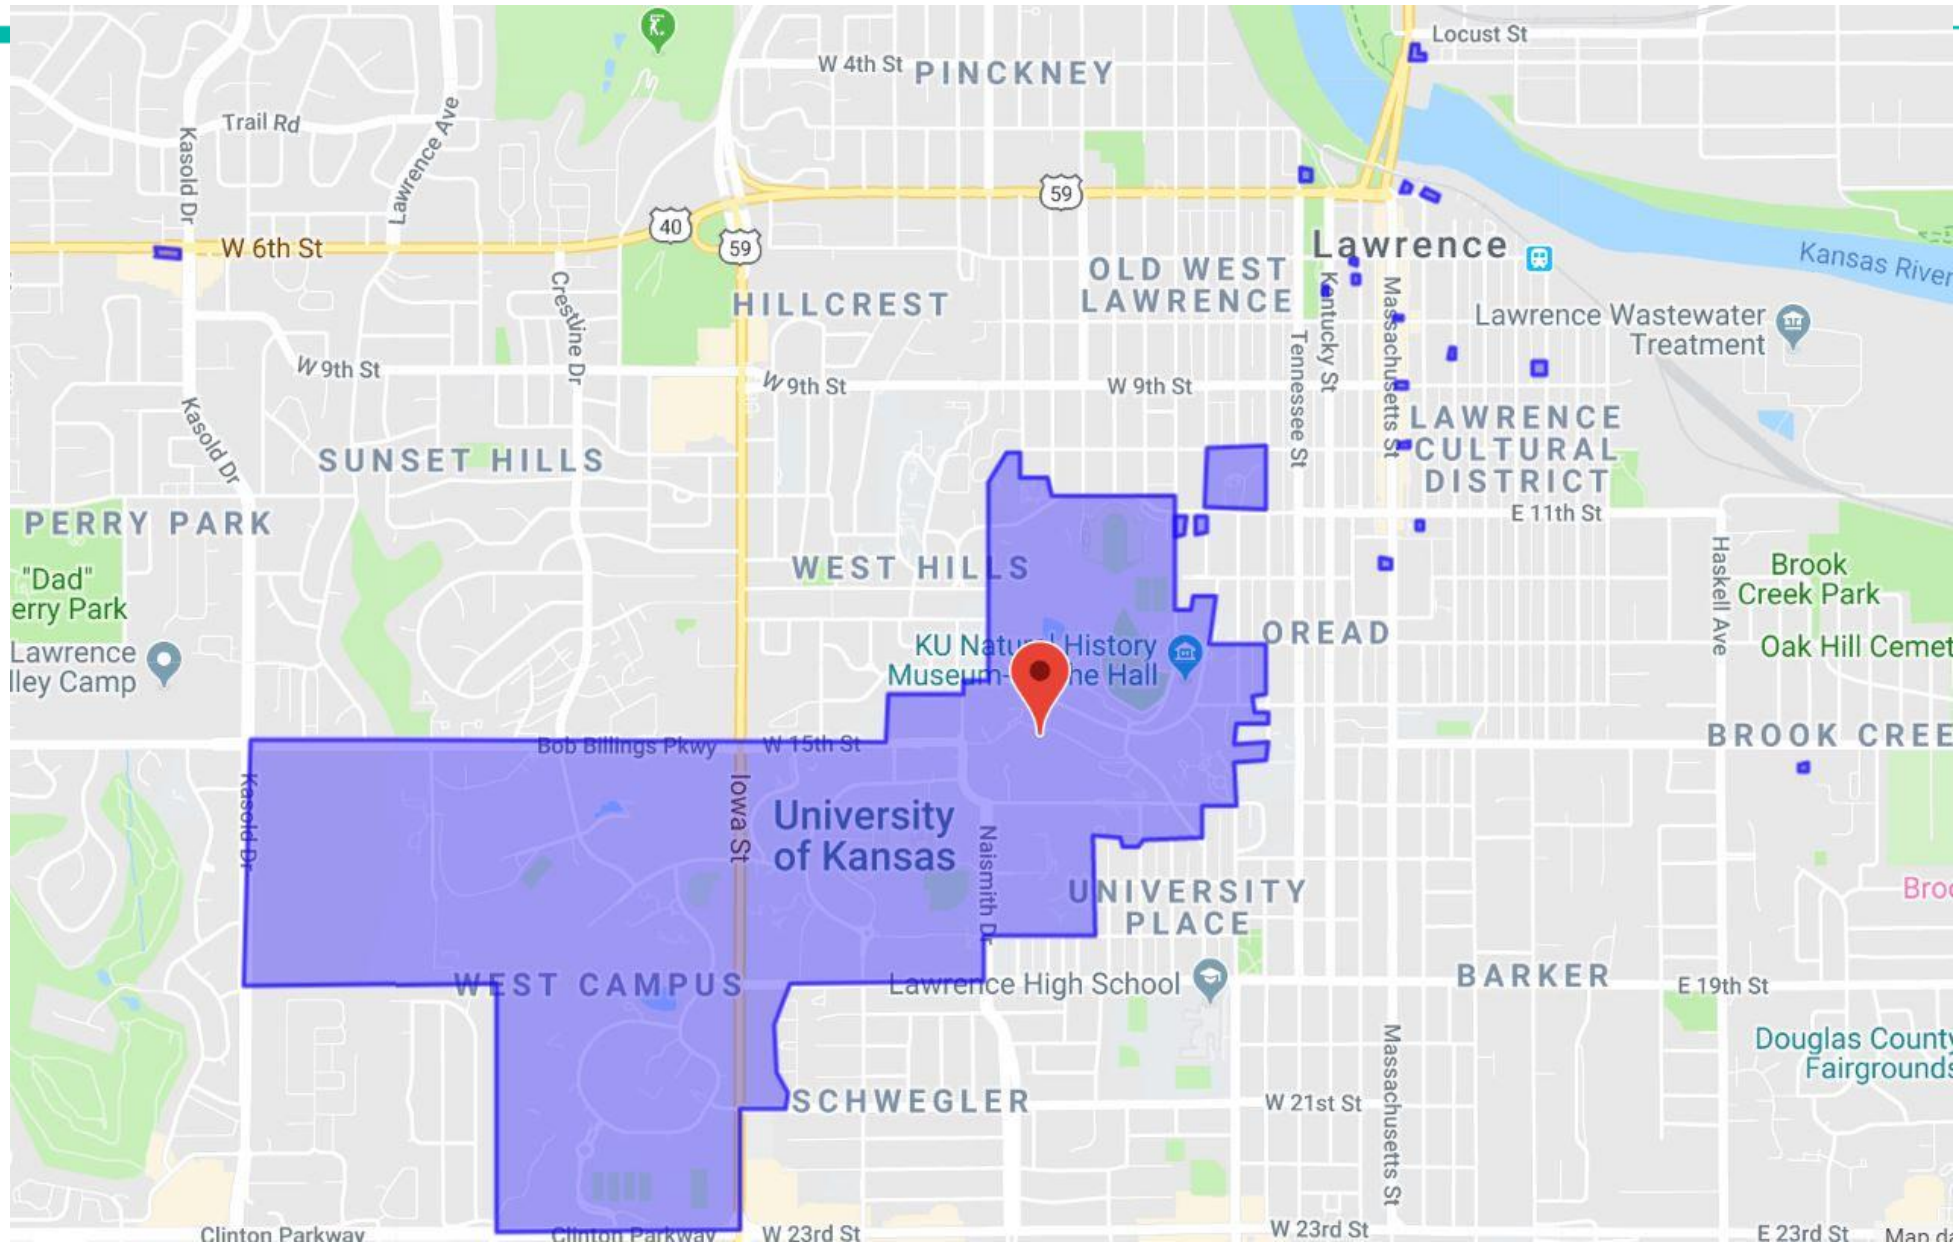 Locust St
W 4th St
PINCKNEY
Trail Rd
Kasold Dr
Lawrence Ave
59
40
59
W 6th St
Lawrence
Kansas River
OLD WEST
LAWRENCE
HILLCREST
Crestline Dr
Kentucky St
Massachusetts St
Lawrence Wastewater
Treatment
Tennessee St
W 9th St
W 9th St
W 9th St
Kasold Dr
LAWRENCE
CULTURAL
DISTRICT
SUNSET HILLS
E 11th St
PERRY PARK
WEST HILLS
Haskell Ave
"Dad"
erry Park
Brook
Creek Park
OREAD
KU Natu History
Museum- he Hall
Oak Hill Cemet
Lawrence
lley Camp
BROOK CREE
Bob Billings Pkwy
W 15th St
Kasold Dr
Iowa St
University
of Kansas
Naismith Dr
UNIVERSITY
PLACE
Broo
WEST CAMPUS
Lawrence High School
BARKER
E 19th St
Massachusetts St
Douglas County
Fairgrounds
SCHWEGLER
W 21st St
Clinton Parkway
Clinton Parkway
W 23rd St
W 23rd St
E 23rd St
Map da